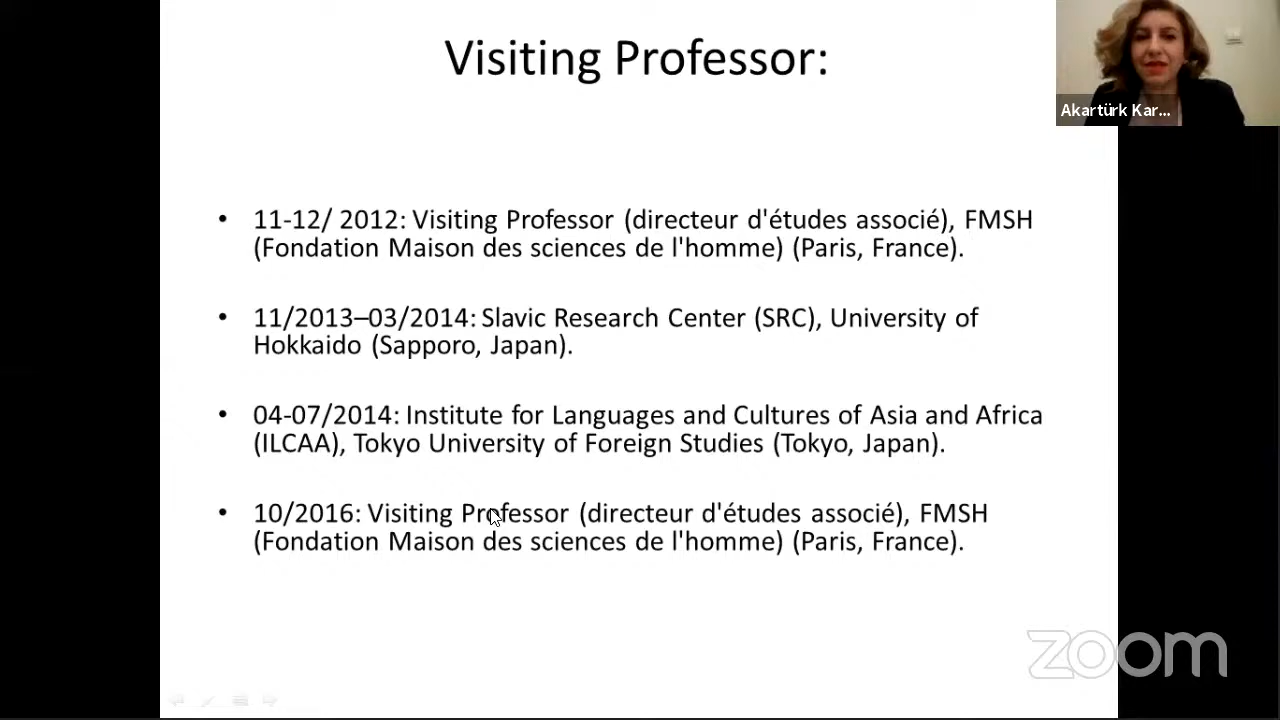 Visiting Professor:
Akartürk Kar...
• 11-12/ 2012: Visiting Professor (directeur d'études associé), FMSH
(Fondation Maison des sciences de l'homme) (Paris, France).
• 11/2013–03/2014: Slavic Research Center (SRC), University of
Hokkaido (Sapporo, Japan).
• 04-07/2014: Institute for Languages and Cultures of Asia and Africa
(ILCAA), Tokyo University of Foreign Studies (Tokyo, Japan).
• 10/2016: Visiting Professor (directeur d'études associé), FMSH
(Fondation Maison des sciences de l'homme) (Paris, France).
zoom